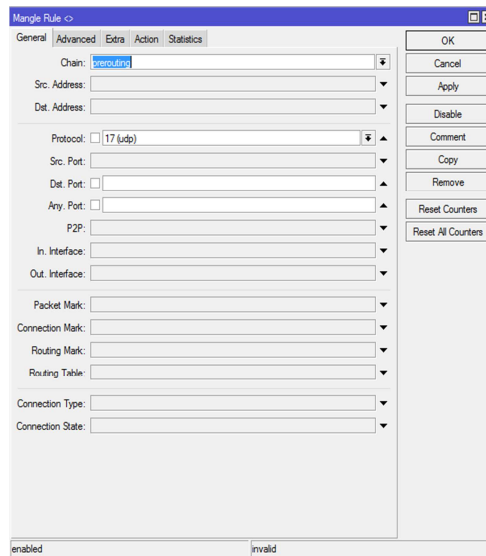 Mangle Rule <>
General Advanced Extra Action Statistics
Chain: prerouting
Src. Address:
Dst. Address:
Protocol: 17 (udp)
Src. Port:
Dst. Port:
Any. Port:
P2P:
In. Interface:
Out. Interface:
Packet Mark:
Connection Mark:
Routing Mark:
Routing Table:
Connection Type:
Connection State:
OK
Cancel
Apply
Disable
Comment
Copy
Remove
Reset Counters
Reset All Counters
enabled
invalid